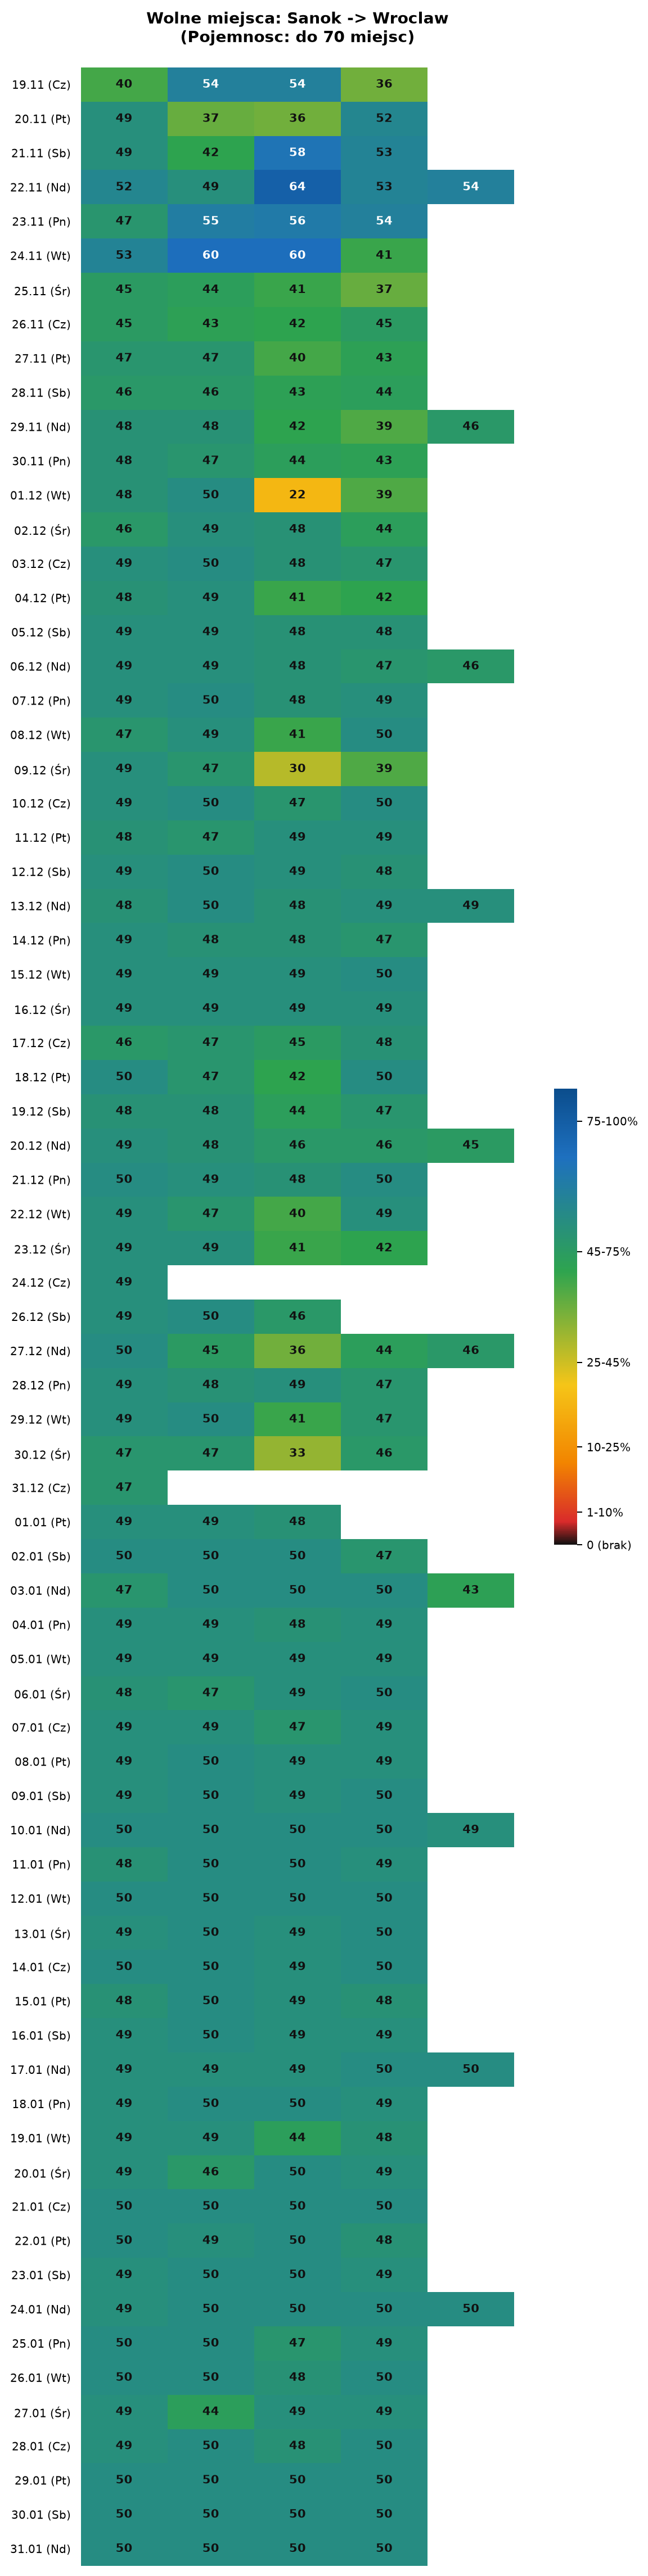 Wolne miejsca: Sanok -> Wroclaw
(Pojemnosc: do 70 miejsc)
19.11 (Cz) 40 54 54 36
20.11 (Pt) 49 37 36 52
21.11 (Sb) 49 42 58 53
22.11 (Nd) 52 49 64 53 54
23.11 (Pn) 47 55 56 54
24.11 (Wt) 53 60 60 41
25.11 (Śr) 45 44 41 37
26.11 (Cz) 45 43 42 45
27.11 (Pt) 47 47 40 43
28.11 (Sb) 46 46 43 44
29.11 (Nd) 48 48 42 39 46
30.11 (Pn) 48 47 44 43
01.12 (Wt) 48 50 22 39
02.12 (Śr) 46 49 48 44
03.12 (Cz) 49 50 48 47
04.12 (Pt) 48 49 41 42
05.12 (Sb) 49 49 48 48
06.12 (Nd) 49 49 48 47 46
07.12 (Pn) 49 50 48 49
08.12 (Wt) 47 49 41 50
09.12 (Śr) 49 47 30 39
10.12 (Cz) 49 50 47 50
11.12 (Pt) 48 47 49 49
12.12 (Sb) 49 50 49 48
13.12 (Nd) 48 50 48 49 49
14.12 (Pn) 49 48 48 47
15.12 (Wt) 49 49 49 50
16.12 (Śr) 49 49 49 49
17.12 (Cz) 46 47 45 48
18.12 (Pt) 50 47 42 50
19.12 (Sb) 48 48 44 47
20.12 (Nd) 49 48 46 46 45
21.12 (Pn) 50 49 48 50
22.12 (Wt) 49 47 40 49
23.12 (Śr) 49 49 41 42
24.12 (Cz) 49
26.12 (Sb) 49 50 46
27.12 (Nd) 50 45 36 44 46
28.12 (Pn) 49 48 49 47
29.12 (Wt) 49 50 41 47
30.12 (Śr) 47 47 33 46
31.12 (Cz) 47
01.01 (Pt) 49 49 48
02.01 (Sb) 50 50 50 47
03.01 (Nd) 47 50 50 50 43
04.01 (Pn) 49 49 48 49
05.01 (Wt) 49 49 49 49
06.01 (Śr) 48 47 49 50
07.01 (Cz) 49 49 47 49
08.01 (Pt) 49 50 49 49
09.01 (Sb) 49 50 49 50
10.01 (Nd) 50 50 50 50 49
11.01 (Pn) 48 50 50 49
12.01 (Wt) 50 50 50 50
13.01 (Śr) 49 50 49 50
14.01 (Cz) 50 50 49 50
15.01 (Pt) 48 50 49 48
16.01 (Sb) 49 50 49 49
17.01 (Nd) 49 49 49 50 50
18.01 (Pn) 49 50 50 49
19.01 (Wt) 49 49 44 48
20.01 (Śr) 49 46 50 49
21.01 (Cz) 50 50 50 50
22.01 (Pt) 50 49 50 48
23.01 (Sb) 49 50 50 49
24.01 (Nd) 49 50 50 50 50
25.01 (Pn) 50 50 47 49
26.01 (Wt) 50 50 48 50
27.01 (Śr) 49 44 49 49
28.01 (Cz) 49 50 48 50
29.01 (Pt) 50 50 50 50
30.01 (Sb) 50 50 50 50
31.01 (Nd) 50 50 50 50
75-100%
45-75%
25-45%
10-25%
1-10%
0 (brak)